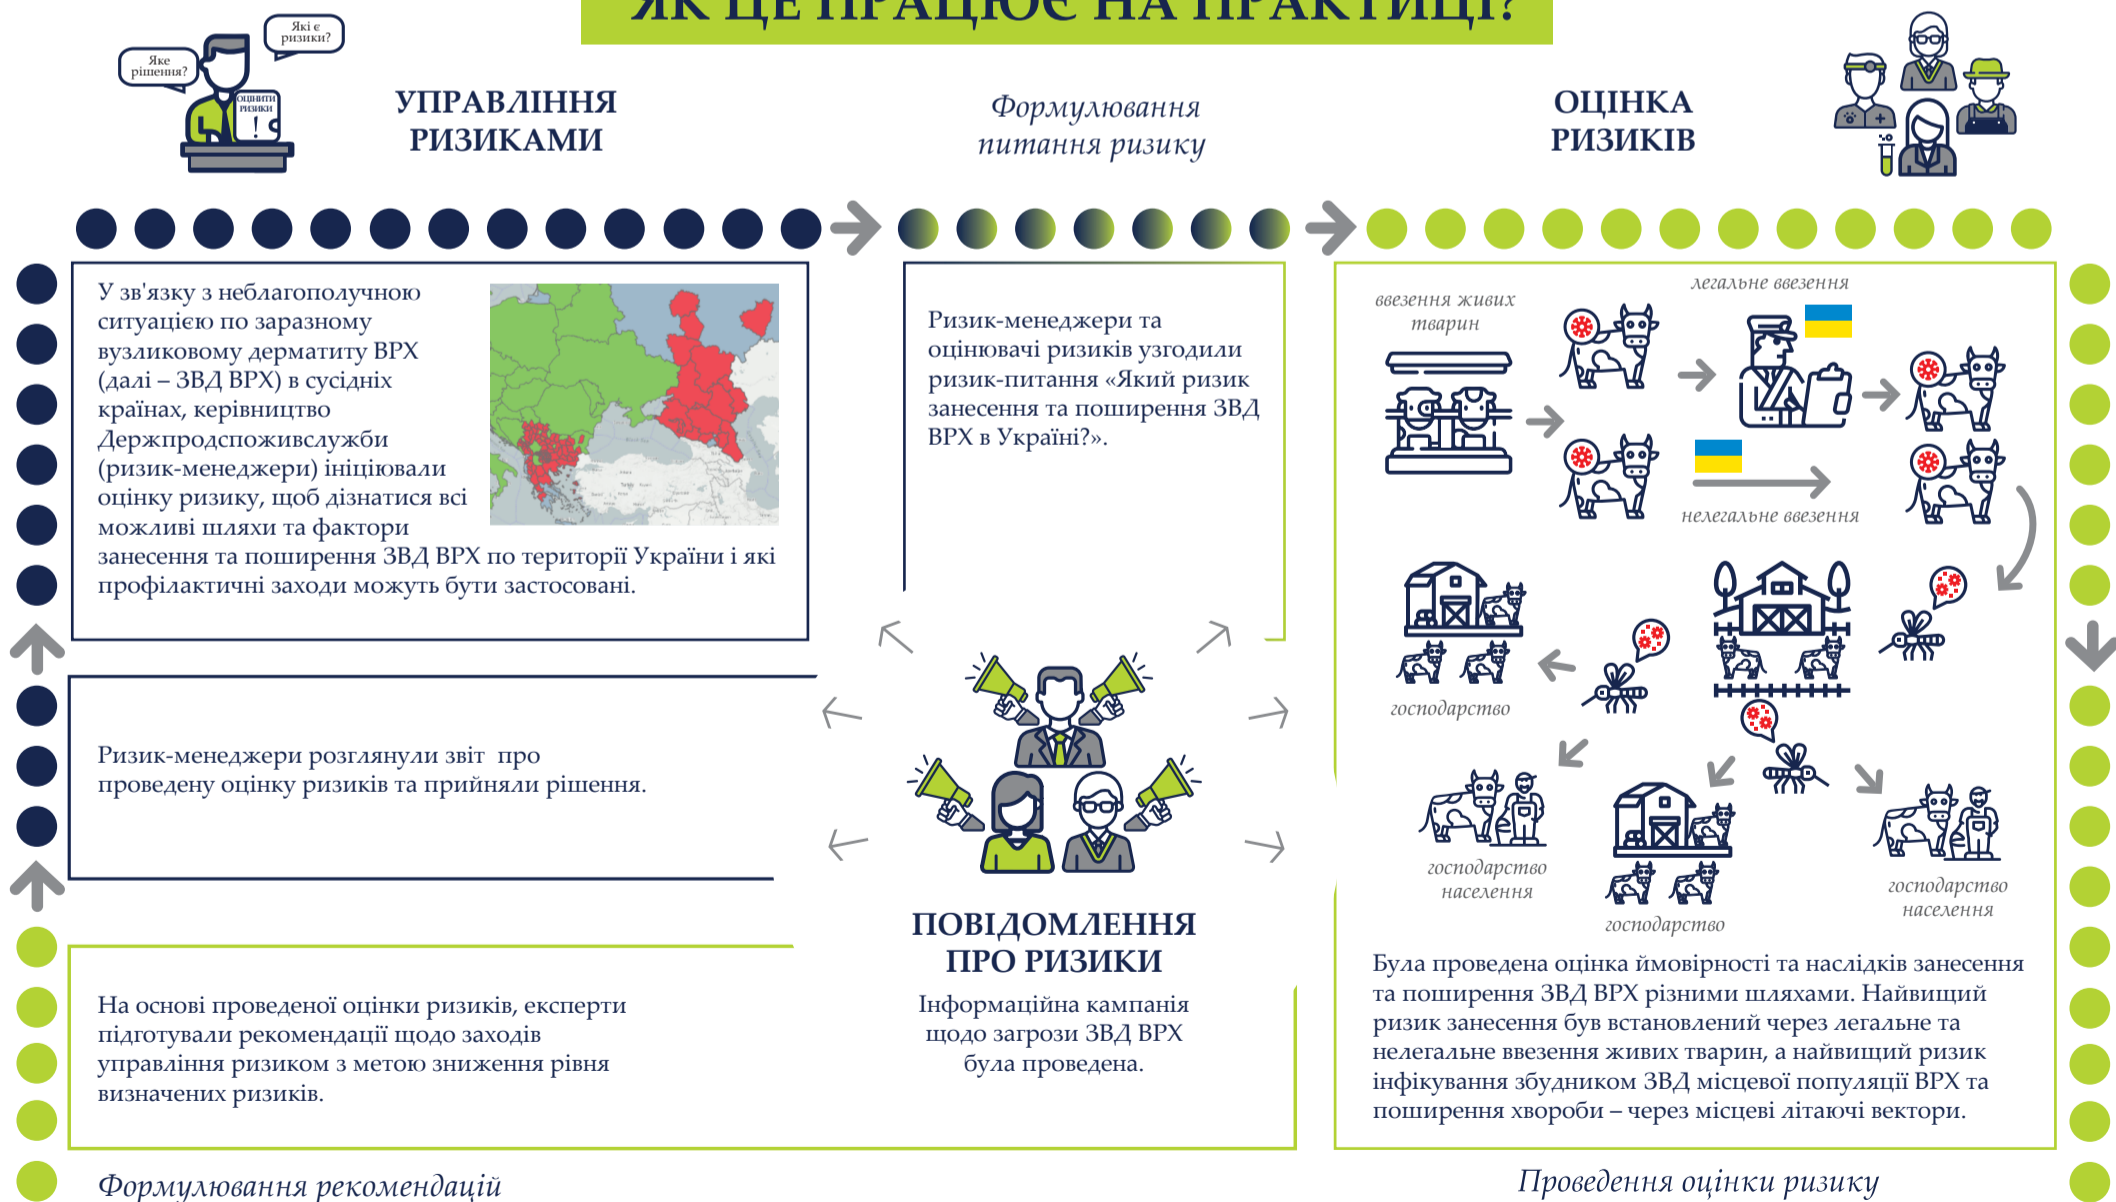 ЯК ЦЕ ПРАЦЮЄ НА ПРАКТИЦІ?
Які є
ризики?
Яке
рішення?
ОЦІНИТИ
РИЗИКИ
!
УПРАВЛІННЯ
РИЗИКАМИ
Формулювання
питання ризику
ОЦІНКА
РИЗИКІВ
У зв'язку з неблагополучною
ситуацією по заразному
вузликовому дерматиту ВРХ
(далі – ЗВД ВРХ) в сусідніх
країнах, керівництво
Держпродспоживслужби
(ризик-менеджери) ініціювали
оцінку ризику, щоб дізнатися всі
можливі шляхи та фактори
занесення та поширення ЗВД ВРХ по території України і які
профілактичні заходи можуть бути застосовані.
Ризик-менеджери та
оцінювачі ризиків узгодили
ризик-питання «Який ризик
занесення та поширення ЗВД
ВРХ в Україні?».
ввезення живих
тварин
легальне ввезення
нелегальне ввезення
господарство
господарство
населення
господарство
господарство
населення
Була проведена оцінка ймовірності та наслідків занесення
та поширення ЗВД ВРХ різними шляхами. Найвищий
ризик занесення був встановлений через легальне та
нелегальне ввезення живих тварин, а найвищий ризик
інфікування збудником ЗВД місцевої популяції ВРХ та
поширення хвороби – через місцеві літаючі вектори.
Ризик-менеджери розглянули звіт про
проведену оцінку ризиків та прийняли рішення.
ПОВІДОМЛЕННЯ
ПРО РИЗИКИ
Інформаційна кампанія
щодо загрози ЗВД ВРХ
була проведена.
На основі проведеної оцінки ризиків, експерти
підготували рекомендації щодо заходів
управління ризиком з метою зниження рівня
визначених ризиків.
Формулювання рекомендацій
Проведення оцінки ризику